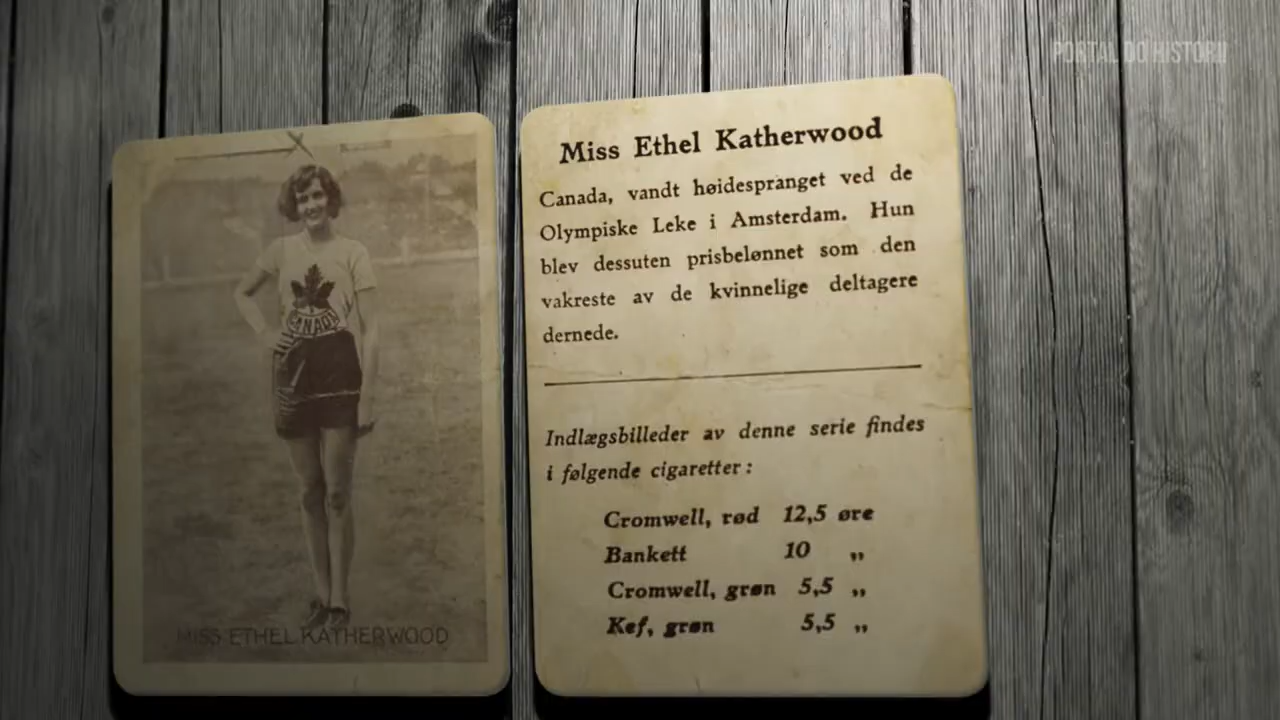 PORTAL DO HISTORII
CANADA
MISS ETHEL KATHERWOOD
Miss Ethel Katherwood
Canada, vandt høidespranget ved de
Olympiske Leke i Amsterdam. Hun
blev dessuten prisbelønnet som den
vakreste av de kvinnelige deltagere
dernede.
Indlægsbilleder av denne serie findes
i følgende cigaretter:
Cromwell, rød 12,5 øre
Bankett 10 „
Cromwell, grøn 5,5 „
Kef, grøn 5,5 „